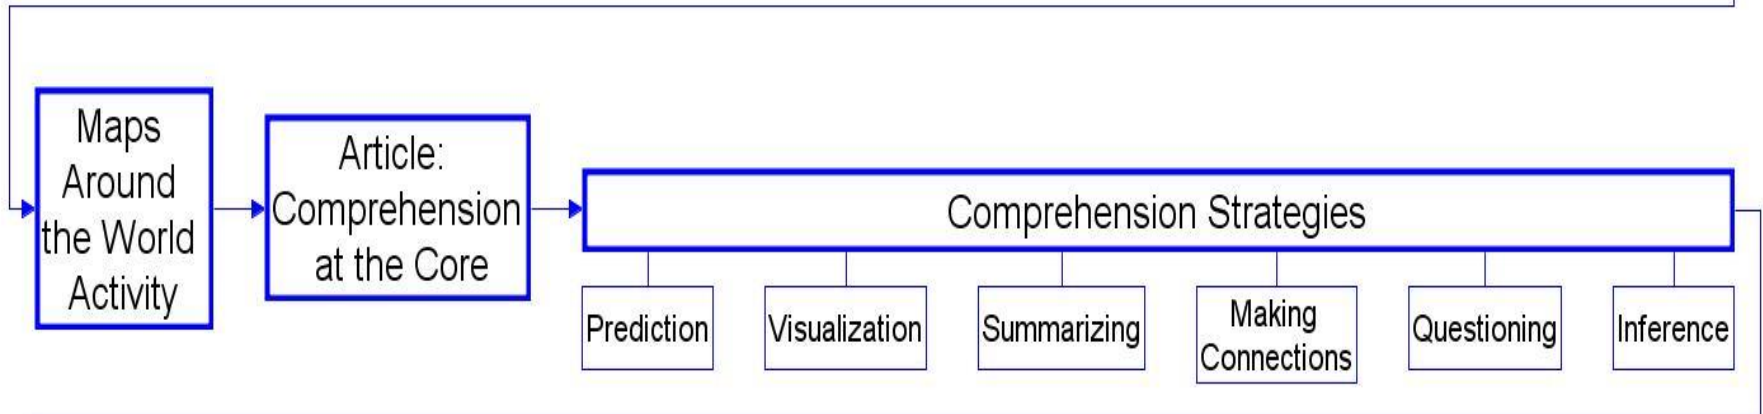 Maps
Around
the World
Activity
Article:
Comprehension
at the Core
Comprehension Strategies
Prediction
Visualization
Summarizing
Making
Connections
Questioning
Inference